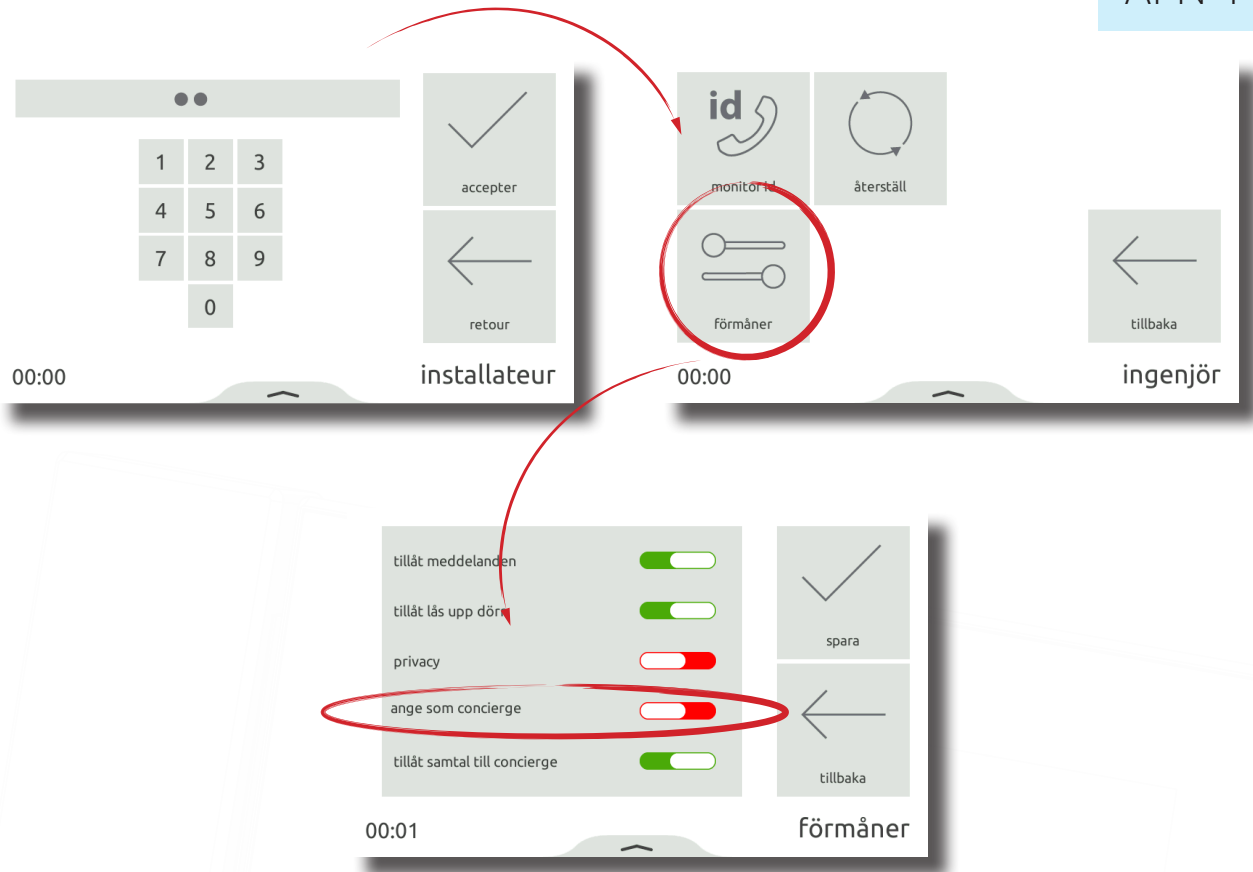 1 2 3
4 5 6
7 8 9
0
accepter
retour
00:00
installateur
id
monitor id
återställ
förmåner
tillbaka
00:00
ingenjör
tillåt meddelanden
tillåt lås upp dörr
privacy
ange som concierge
tillåt samtal till concierge
spara
tillbaka
00:01
förmåner